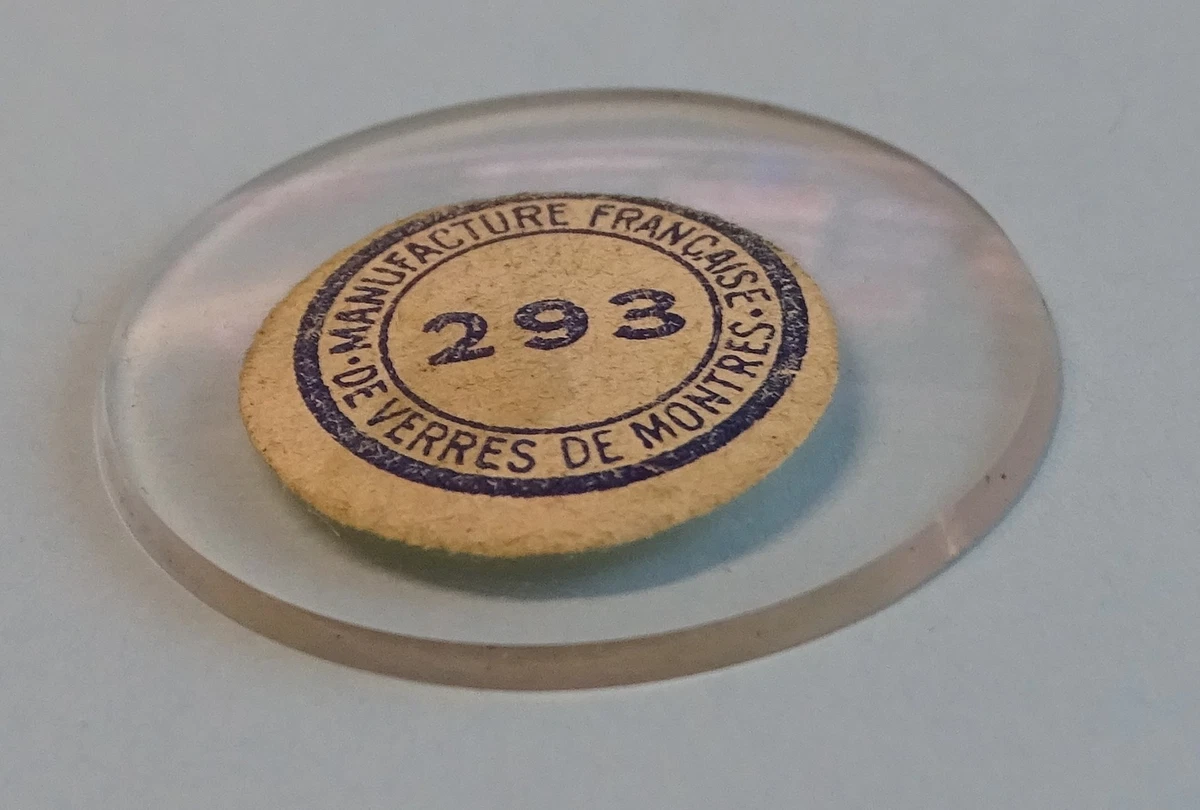 MANUFACTURE FRANÇAISE
293
·DE VERRES DE MONTRES·